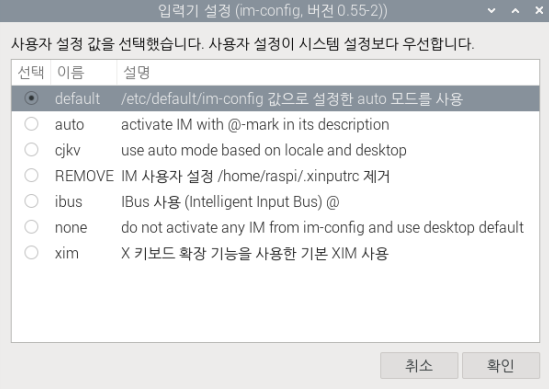 입력기 설정 (im-config, 버전 0.55-2))
사용자 설정 값을 선택했습니다. 사용자 설정이 시스템 설정보다 우선합니다.
선택 이름 설명
default /etc/default/im-config 값으로 설정한 auto 모드를 사용
auto activate IM with @-mark in its description
cjkv use auto mode based on locale and desktop
REMOVE IM 사용자 설정 /home/raspi/.xinputrc 제거
ibus IBus 사용 (Intelligent Input Bus) @
none do not activate any IM from im-config and use desktop default
xim X 키보드 확장 기능을 사용한 기본 XIM 사용
취소 확인